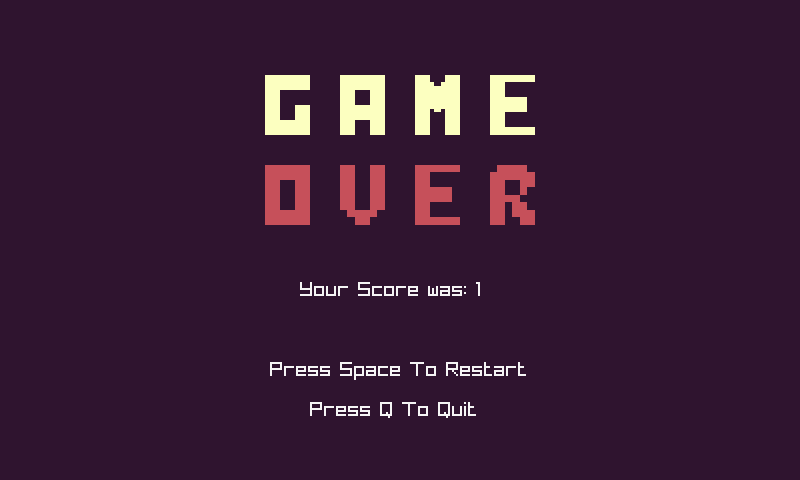 GAME
OVER
Your Score was: 1
Press Space To Restart
Press Q To Quit